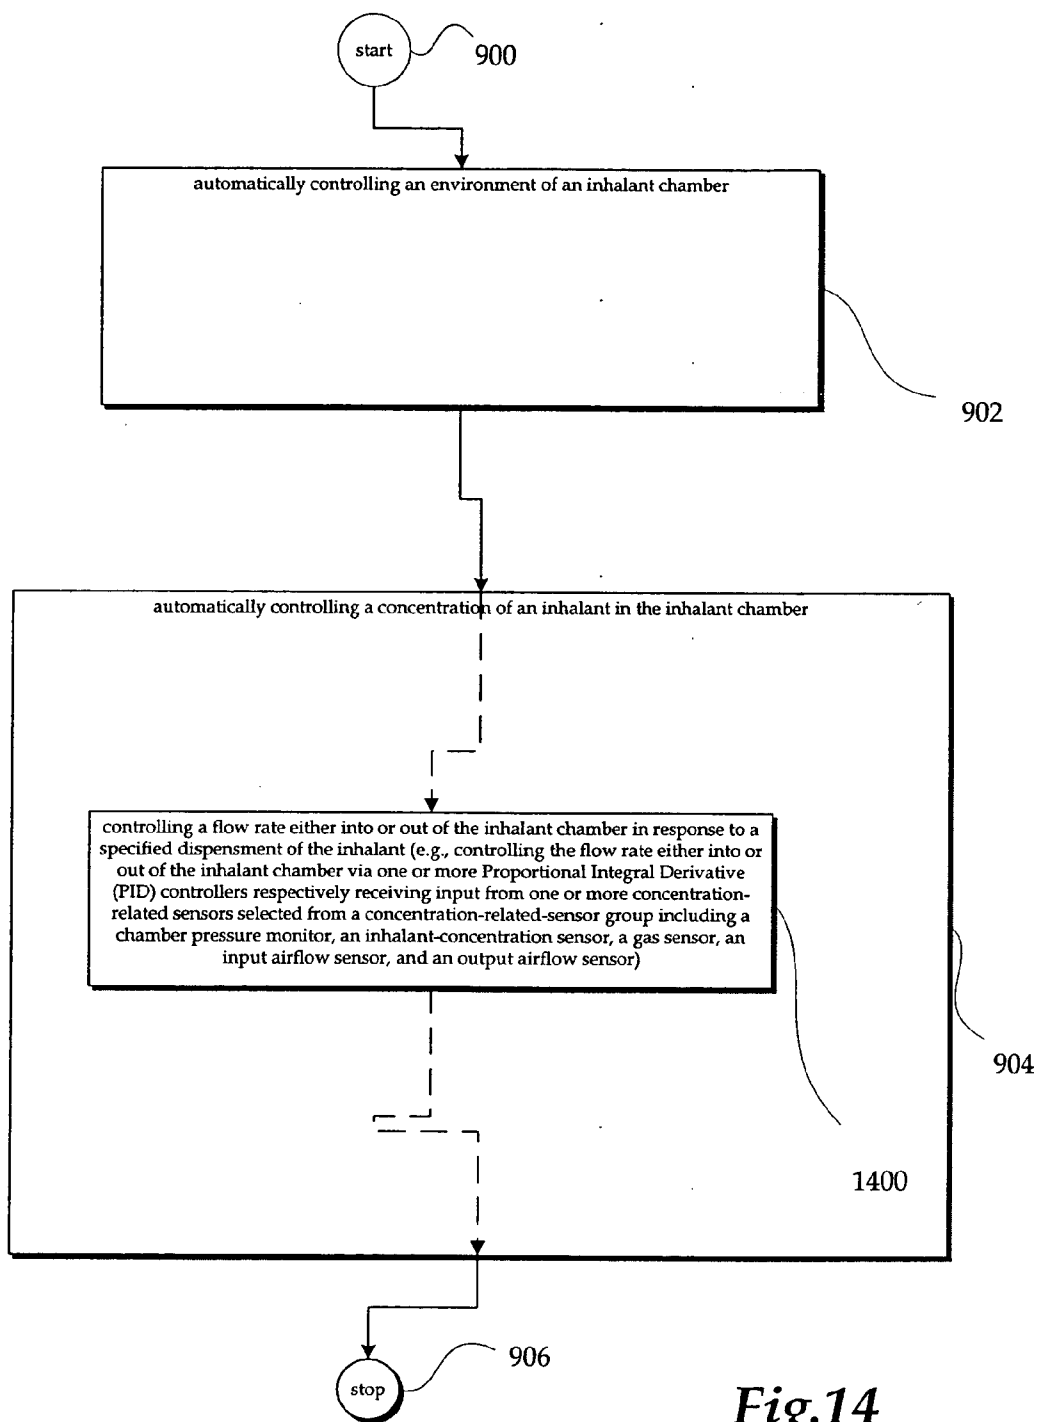 start
900
automatically controlling an environment of an inhalant chamber
902
automatically controlling a concentration of an inhalant in the inhalant chamber
controlling a flow rate either into or out of the inhalant chamber in response to a
specified dispensment of the inhalant (e.g., controlling the flow rate either into or
out of the inhalant chamber via one or more Proportional Integral Derivative
(PID) controllers respectively receiving input from one or more concentration-
related sensors selected from a concentration-related-sensor group including a
chamber pressure monitor, an inhalant-concentration sensor, a gas sensor, an
input airflow sensor, and an output airflow sensor)
904
1400
906
stop
Fig.14